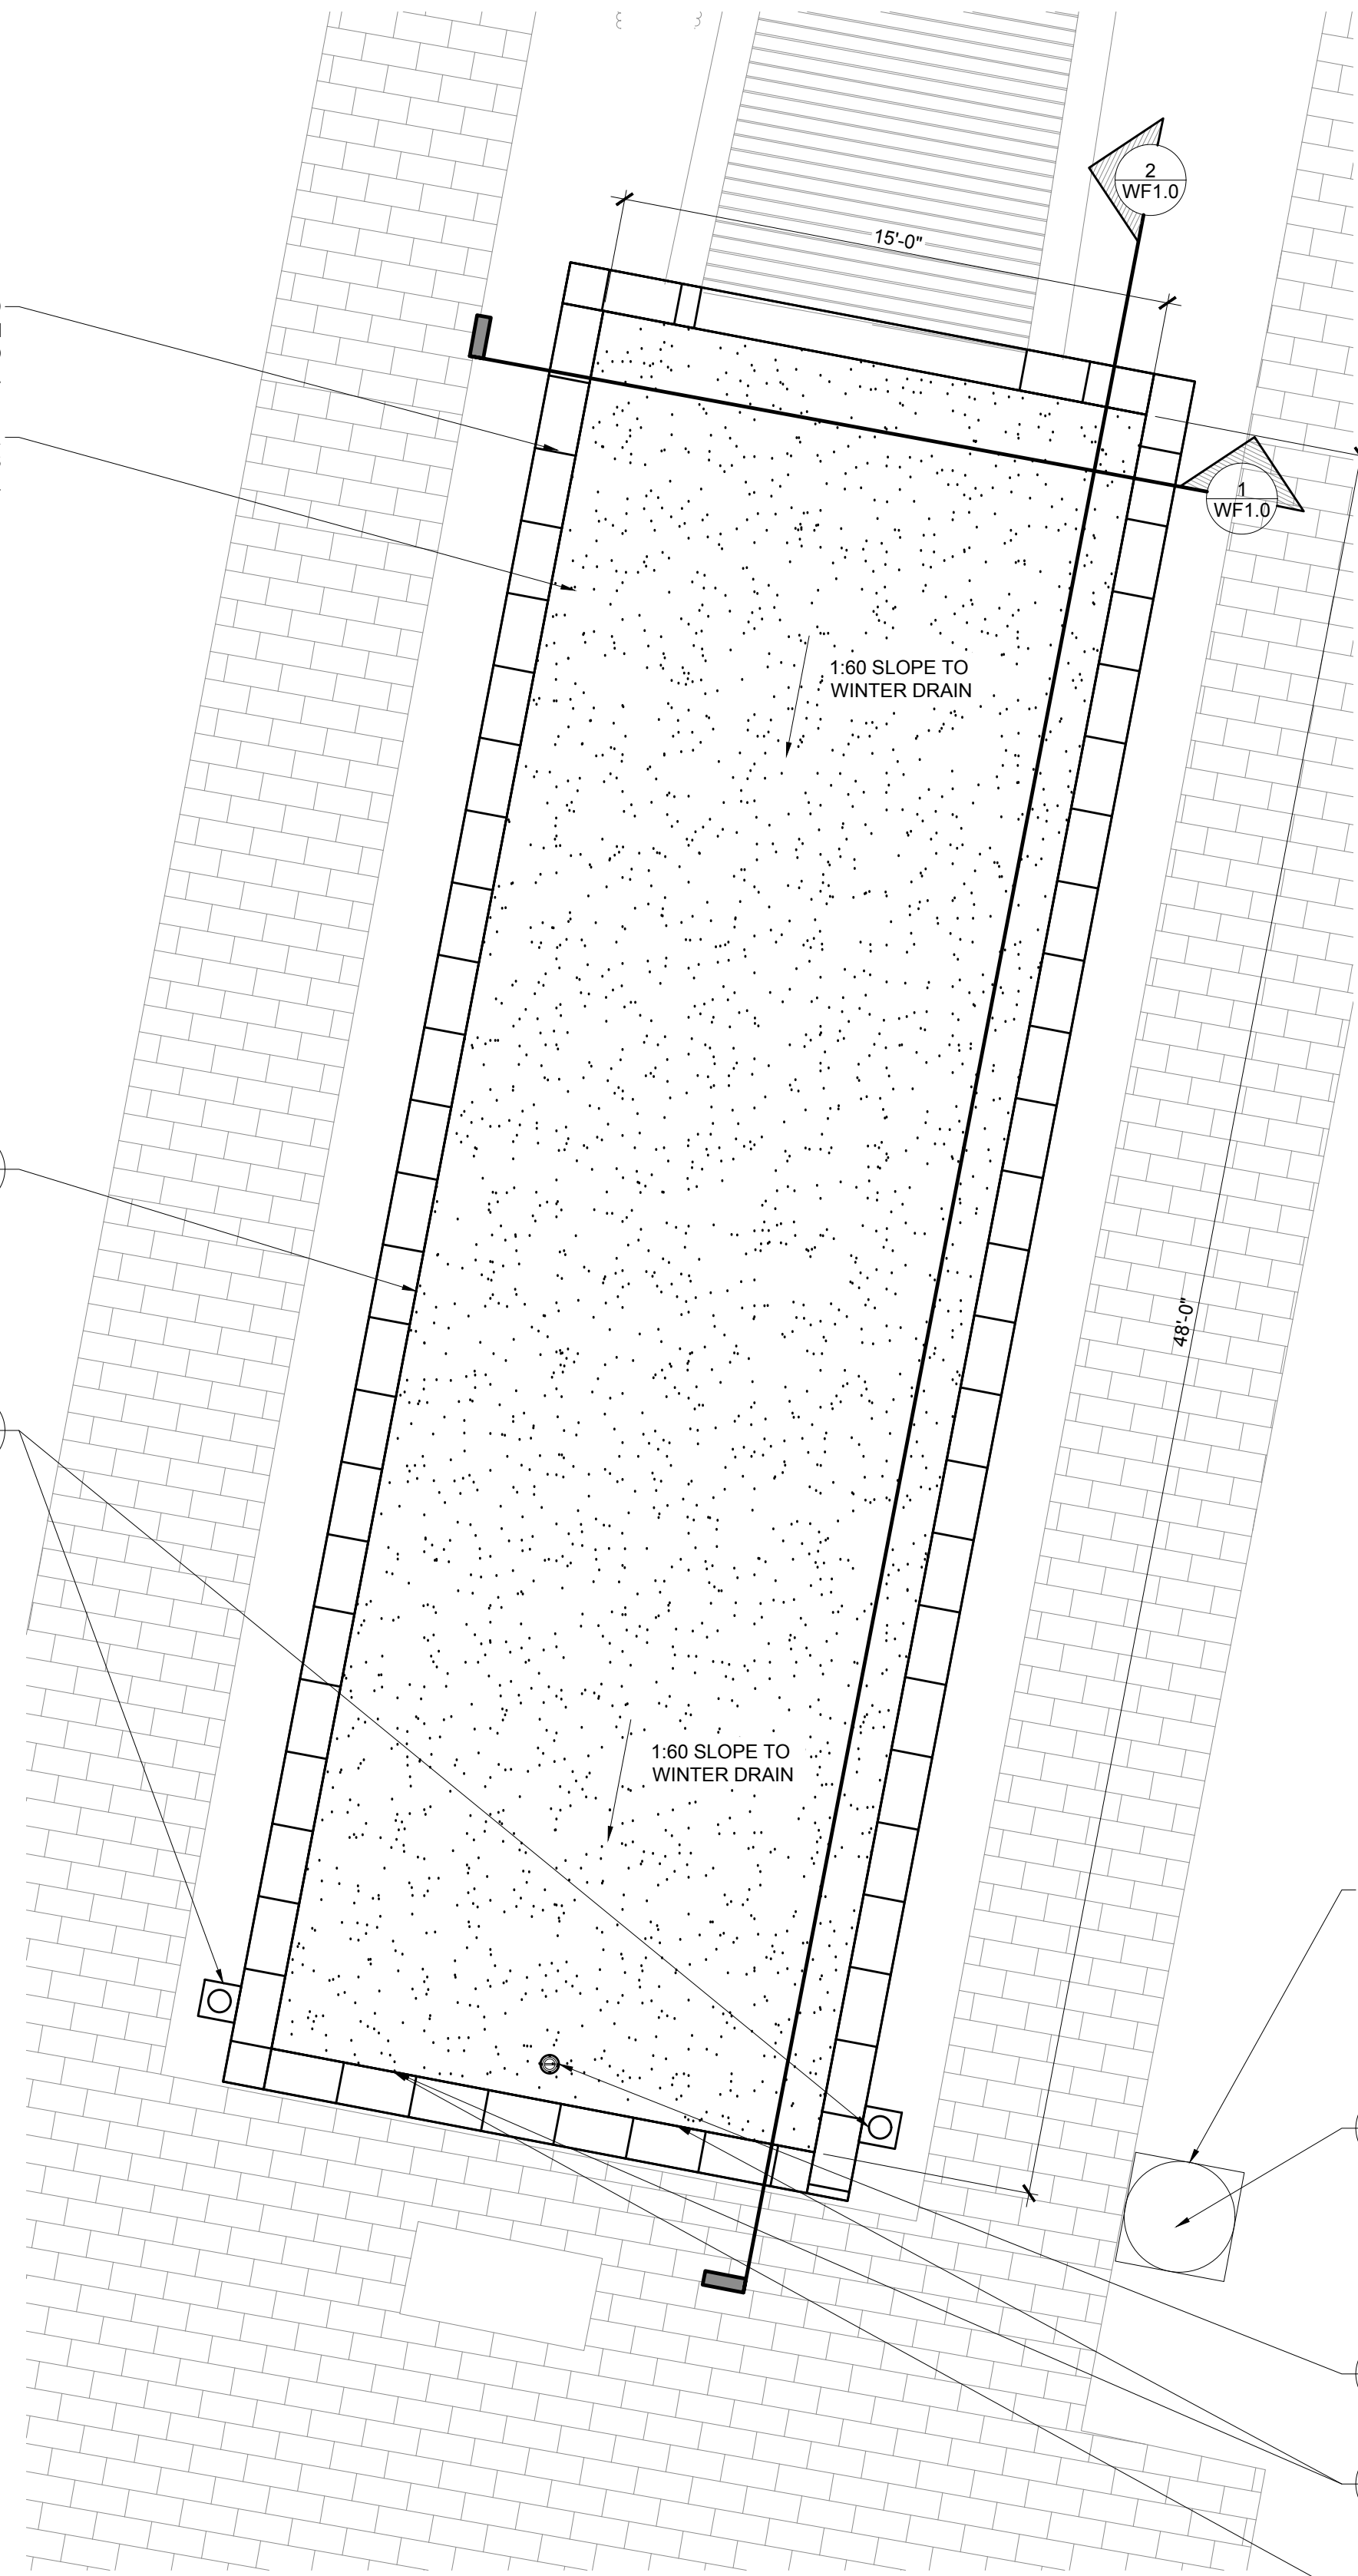 2
WF1.0
15'-0"
1
WF1.0
1:60 SLOPE TO
WINTER DRAIN
48'-0"
1:60 SLOPE TO
WINTER DRAIN